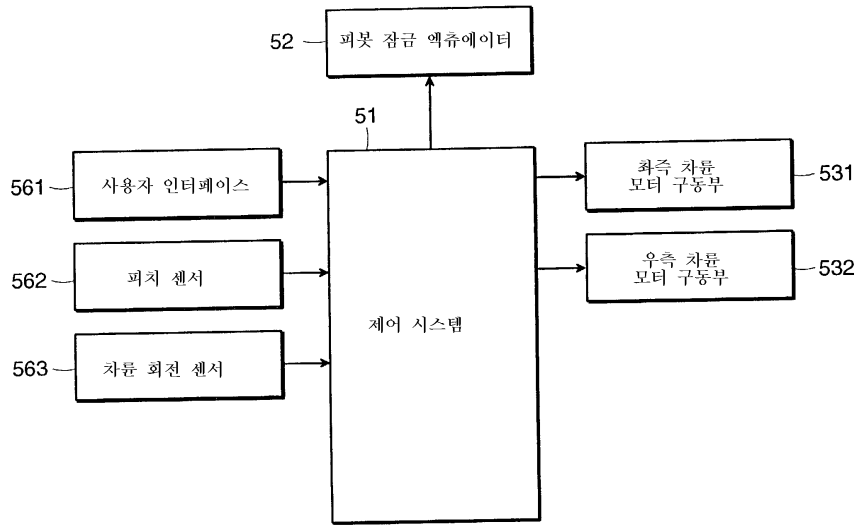 52
피봇 잠금 엑츄에이터
51
561
사용자 인터페이스
562
피치 센서
563
차륜 회전 센서
제어 시스템
좌측 차륜
모터 구동부
531
우측 차륜
모터 구동부
532